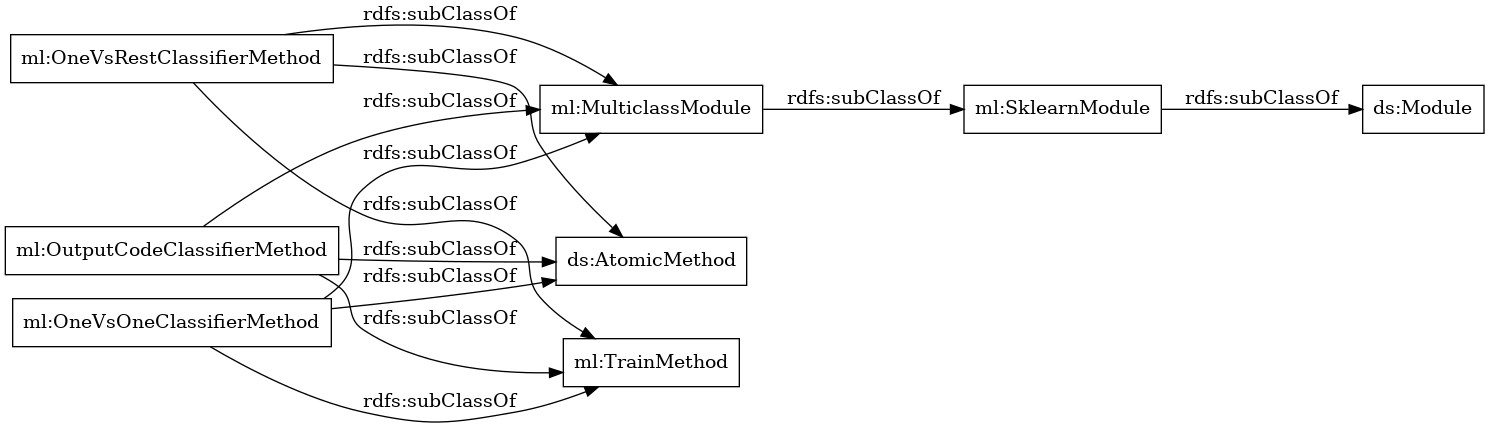 rdfs:subClassOf
ml:OneVsRestClassifierMethod
rdfs:subClassOf
rdfs:subClassOf
ml:MulticlassModule
rdfs:subClassOf
ml:SklearnModule
rdfs:subClassOf
ds:Module
rdfs:subClassOf
rdfs:subClassOf
ml:OutputCodeClassifierMethod
rdfs:subClassOf
ds:AtomicMethod
rdfs:subClassOf
ml:OneVsOneClassifierMethod
rdfs:subClassOf
ml:TrainMethod
rdfs:subClassOf